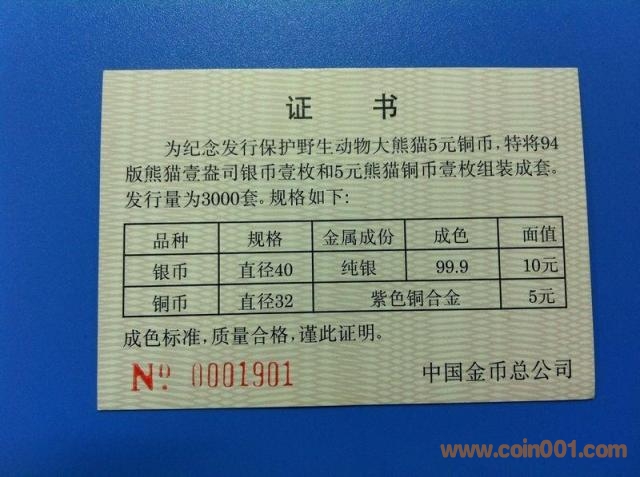 证 书
为纪念发行保护野生动物大熊猫5元铜币，特将94
版熊猫壹盎司银币壹枚和5元熊猫铜币壹枚组装成套。
发行量为3000套。规格如下：
品种 规格 金属成份 成色 面值
银币 直径40 纯银 99.9 10元
铜币 直径32 紫色铜合金 5元
成色标准，质量合格，谨此证明。
No 0001901
中国金币总公司
www.coin001.com